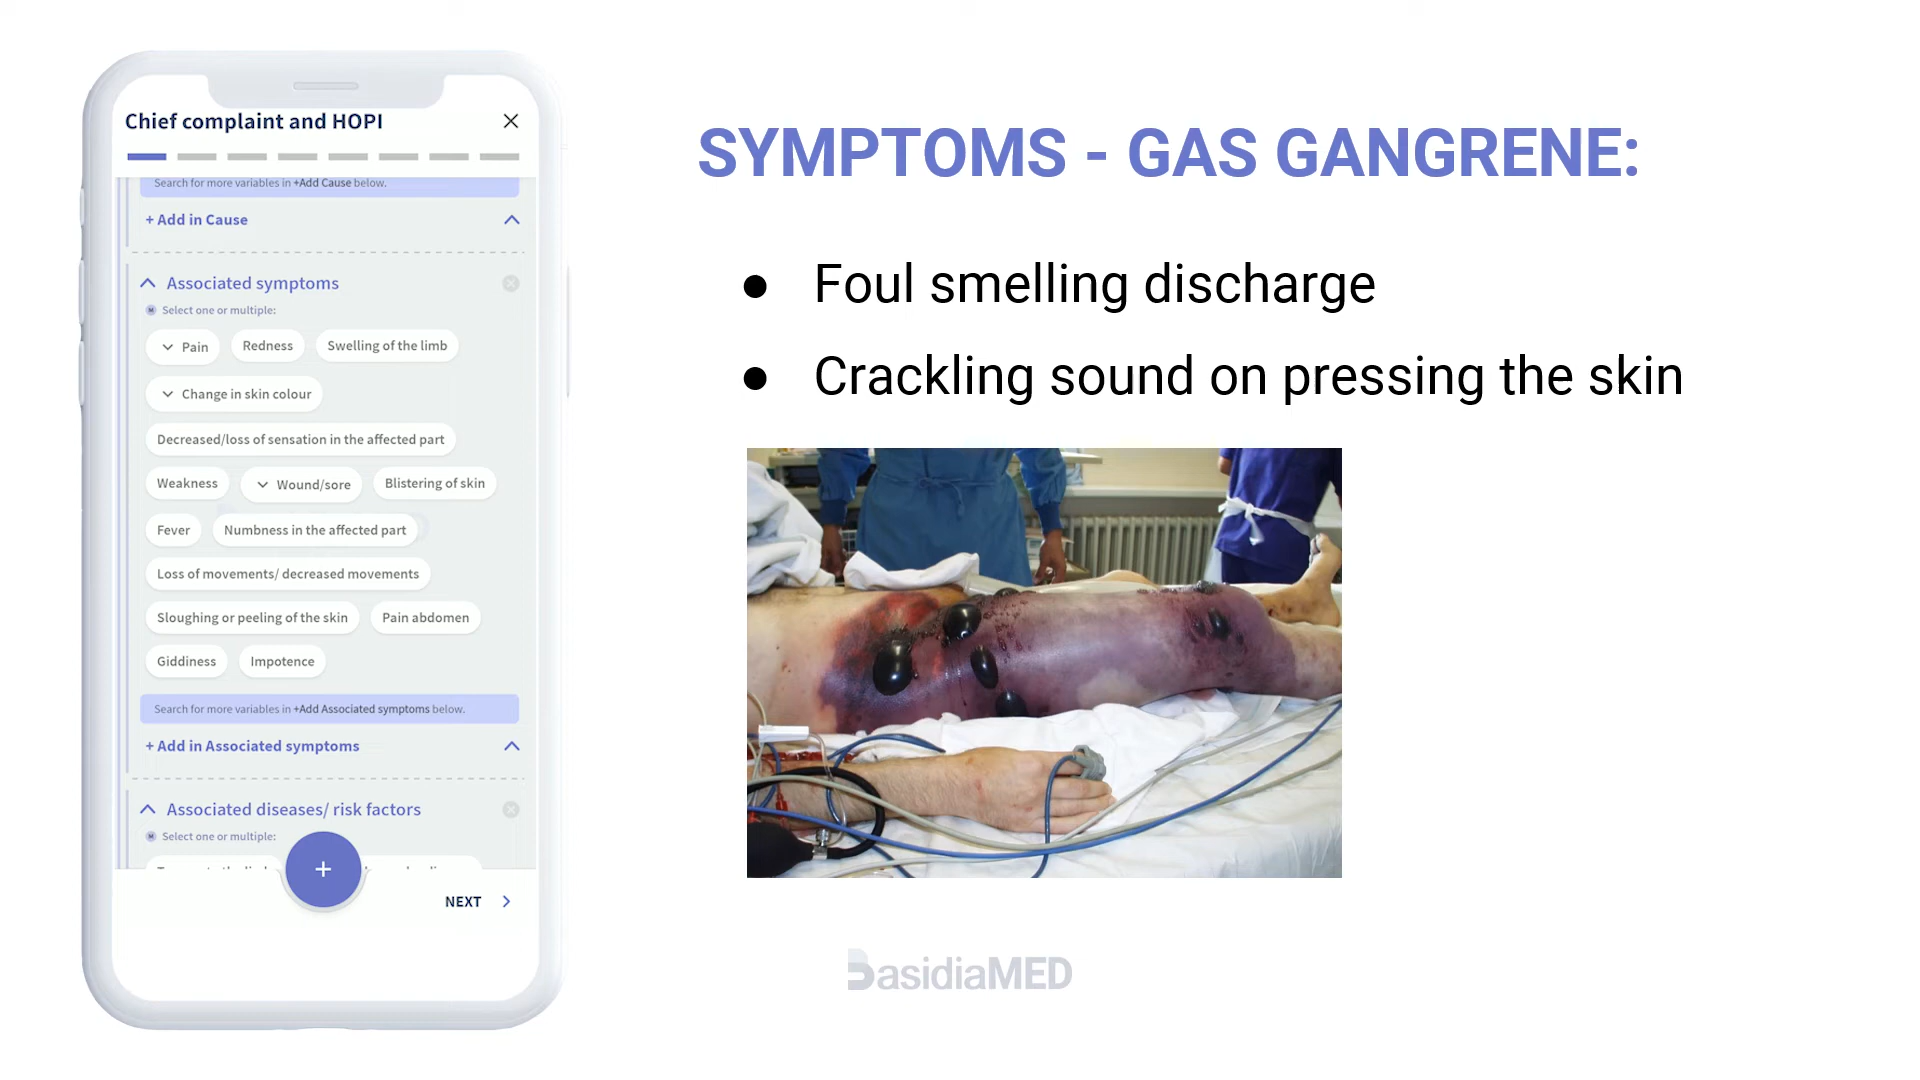 Chief complaint and HOPI
Search for more variables in +Add Cause below.
+ Add in Cause
Associated symptoms
Select one or multiple:
Pain Redness Swelling of the limb
Change in skin colour
Decreased/loss of sensation in the affected part
Weakness Wound/sore Blistering of skin
Fever Numbness in the affected part
Loss of movements/ decreased movements
Sloughing or peeling of the skin Pain abdomen
Giddiness Impotence
Search for more variables in +Add Associated symptoms below.
+ Add in Associated symptoms
Associated diseases/ risk factors
Select one or multiple:
+
NEXT
SYMPTOMS - GAS GANGRENE:
● Foul smelling discharge
● Crackling sound on pressing the skin
BasidiaMED